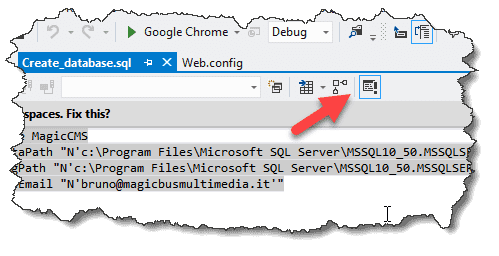 Google Chrome Debug
Create_database.sql Web.config
spaces. Fix this?
MagicCMS
aPath "N'c:\Program Files\Microsoft SQL Server\MSSQL10_50.MSSQLSE
Path "N'c:\Program Files\Microsoft SQL Server\MSSQL10_50.MSSQLSER
Email "N'bruno@magicbusmultimedia.it'"